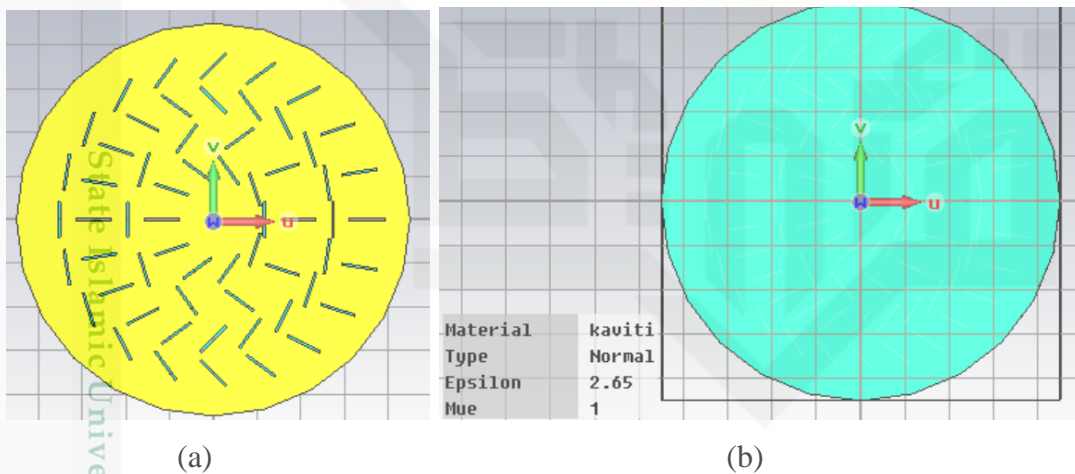 State Islamic Unive
v
w
u
v
w
u
Material kaviti
Type Normal
Epsilon 2.65
Mue 1
(a)
(b)